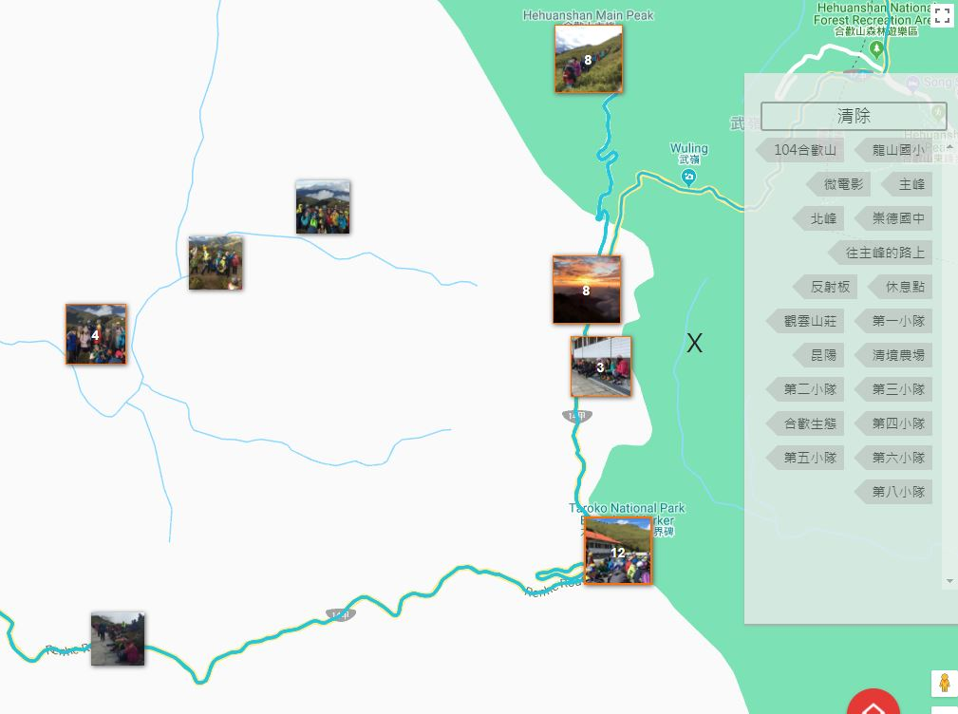 Hehuanshan Main Peak
8
Hehuanshan National
Forest Recreation Are
合歡山森林遊樂區
Wuling
武嶺
8
3
4
X
14甲
Taroko National Park
12
Renhe Roa
清除
104合歡山
龍山國小
微電影
主峰
北峰
崇德國中
往主峰的路上
反射板
休息點
觀雲山莊
第一小隊
昆陽
清境農場
第二小隊
第三小隊
合歡生態
第四小隊
第五小隊
第六小隊
第八小隊